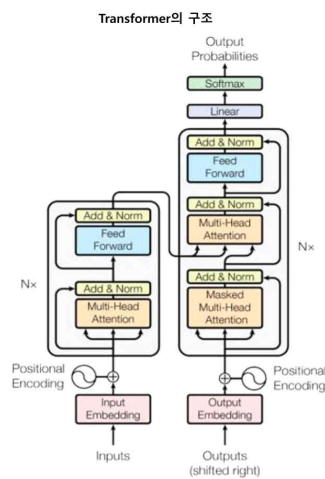 Transformer의 구조
Output
Probabilities
Softmax
Linear
Add & Norm
Feed
Forward
Add & Norm
Multi-Head
Attention
Add & Norm
Masked
Multi-Head
Attention
N×
Positional
Encoding
Output
Embedding
Outputs
(shifted right)
Add & Norm
Feed
Forward
N×
Add & Norm
Multi-Head
Attention
Positional
Encoding
Input
Embedding
Inputs